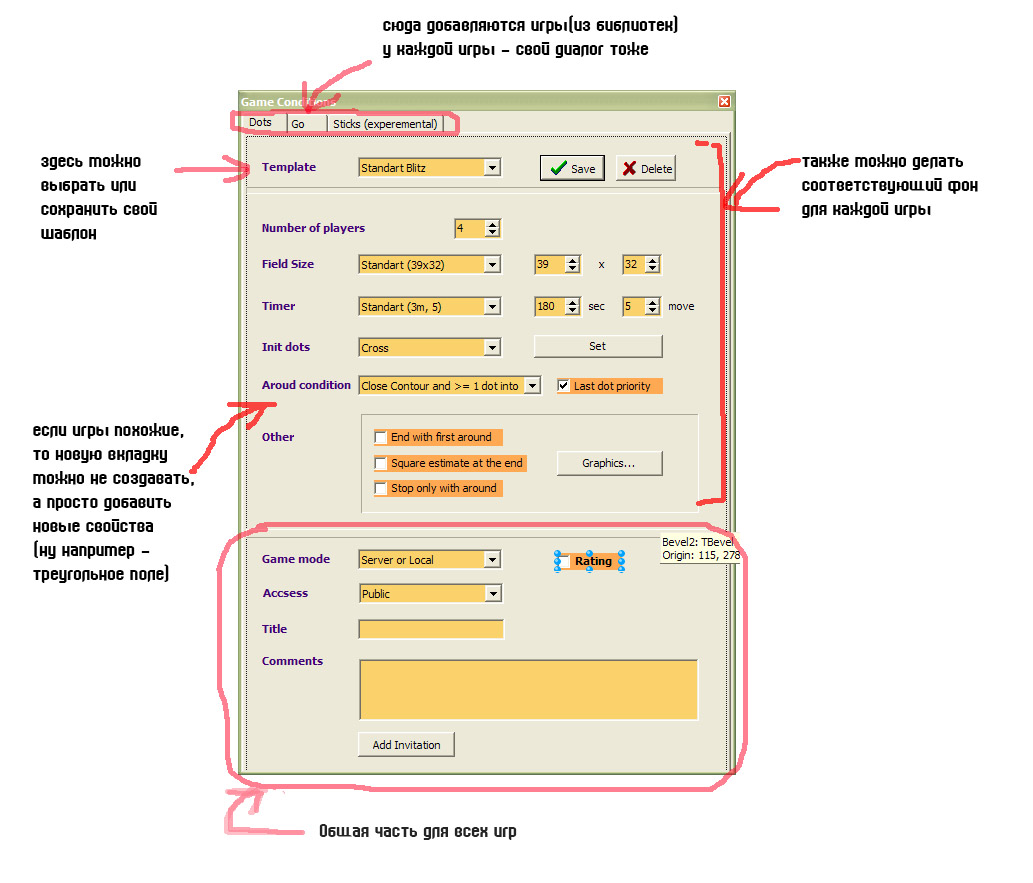 сюда добавляются игры(из библиотек)
у каждой игры - свой диалог тоже
Game Conditions
Dots Go Sticks (experemental)
здесь можно
выбрать или
сохранить свой
шаблон
Template Standart Blitz Save Delete
также можно делать
соответствующий фон
для каждой игры
Number of players 4
Field Size Standart (39x32) 39 x 32
Timer Standart (3m, 5) 180 sec 5 move
Init dots Cross Set
Aroud condition Close Contour and >= 1 dot into Last dot priority
если игры похожие,
то новую вкладку
можно не создавать,
а просто добавить
новые свойства
(ну например -
треугольное поле)
Other End with first around
Square estimate at the end Graphics...
Stop only with around
Bevel2: TBevel
Origin: 115, 278
Game mode Server or Local Rating
Accsess Public
Title
Comments
Add Invitation
Общая часть для всех игр